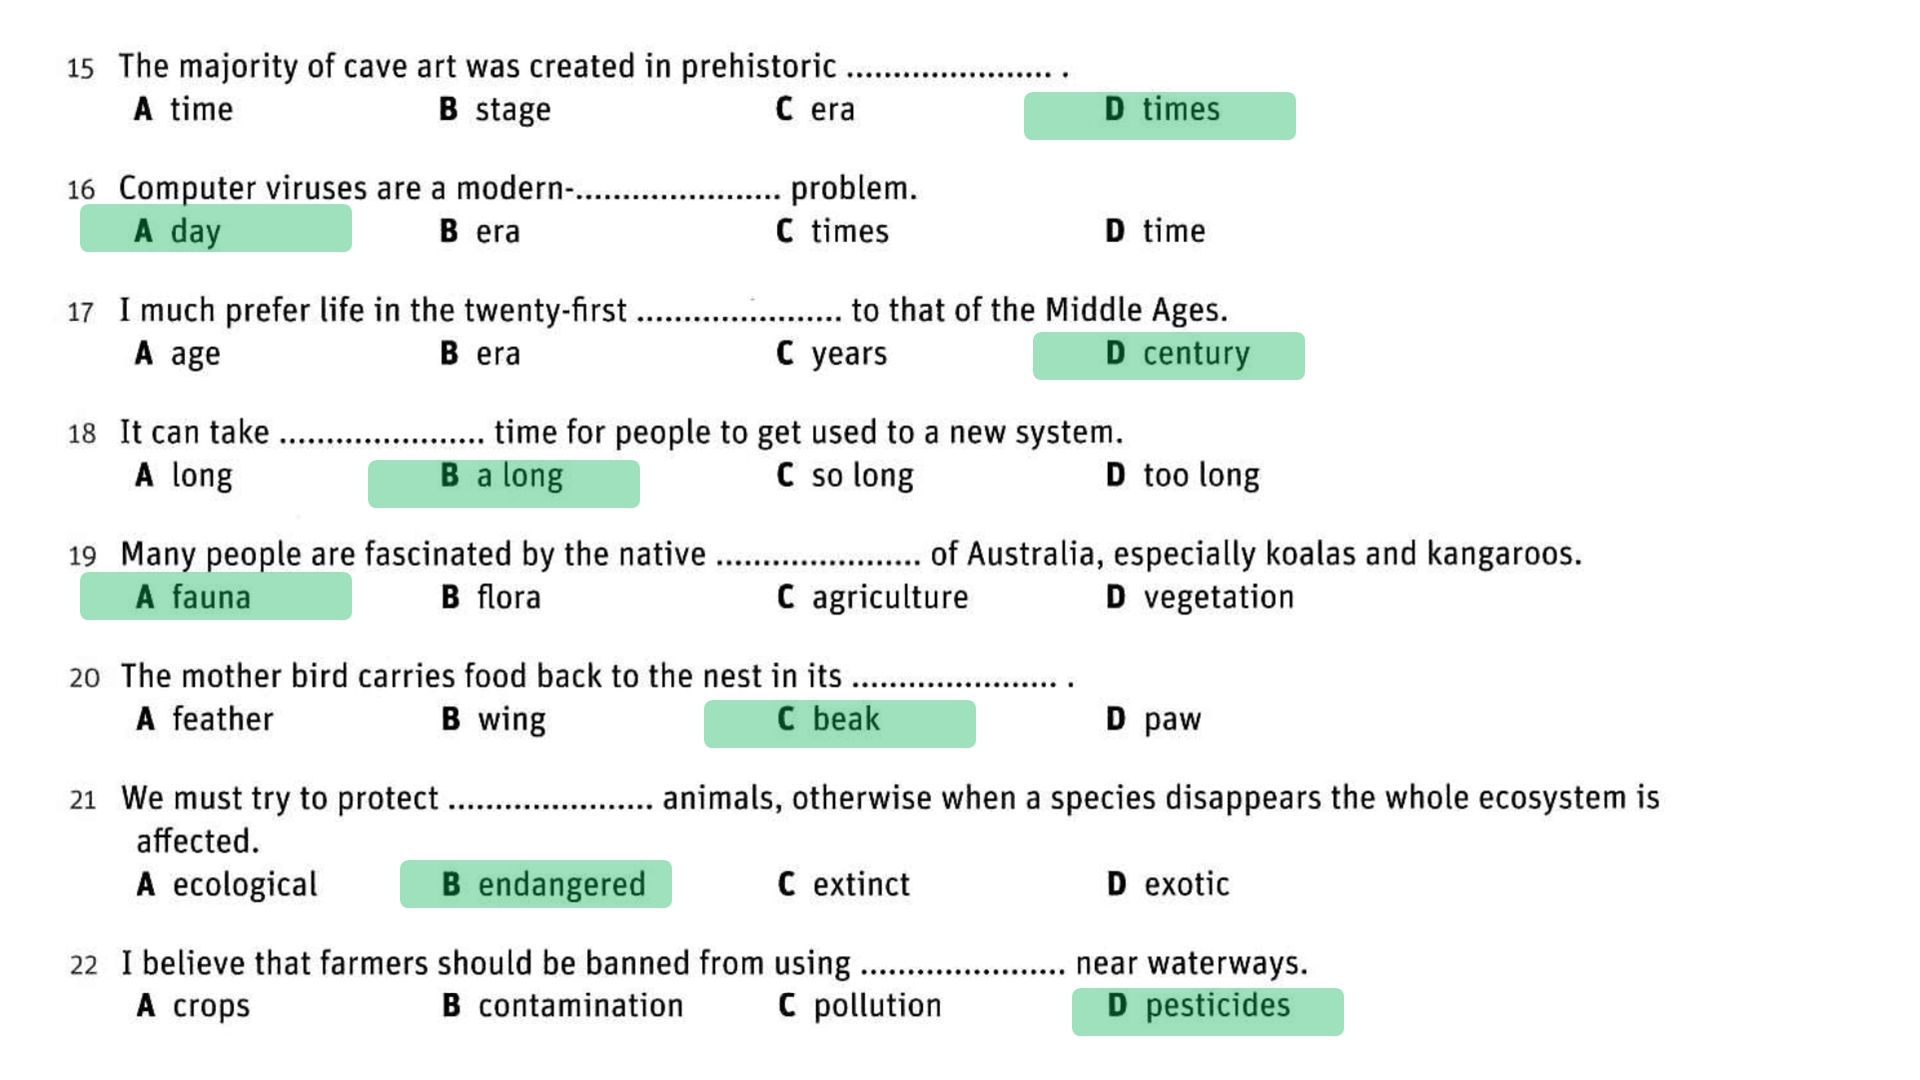 15 The majority of cave art was created in prehistoric ...................... .
A time B stage C era D times
16 Computer viruses are a modern-...................... problem.
A day B era C times D time
17 I much prefer life in the twenty-first ...................... to that of the Middle Ages.
A age B era C years D century
18 It can take ...................... time for people to get used to a new system.
A long B a long C so long D too long
19 Many people are fascinated by the native ...................... of Australia, especially koalas and kangaroos.
A fauna B flora C agriculture D vegetation
20 The mother bird carries food back to the nest in its ...................... .
A feather B wing C beak D paw
21 We must try to protect ...................... animals, otherwise when a species disappears the whole ecosystem is
affected.
A ecological B endangered C extinct D exotic
22 I believe that farmers should be banned from using ...................... near waterways.
A crops B contamination C pollution D pesticides